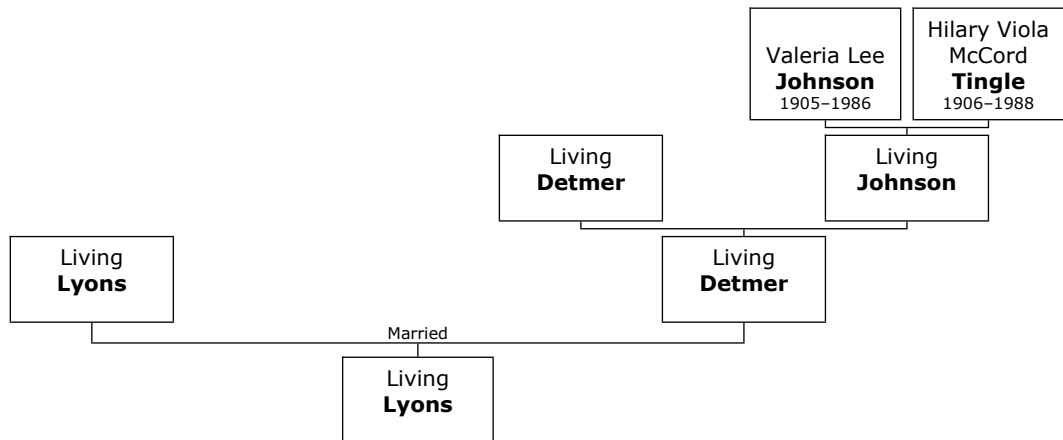 Valeria Lee
Johnson
1905–1986
Hilary Viola
McCord
Tingle
1906–1988
Living
Detmer
Living
Johnson
Living
Lyons
Living
Detmer
Married
Living
Lyons